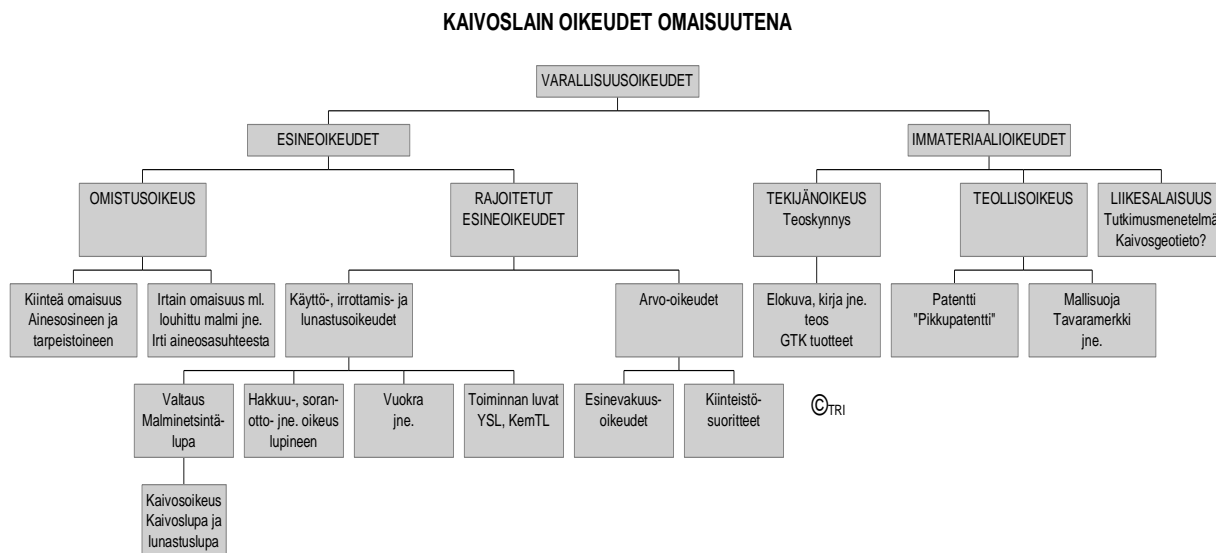 KAIVOSLAIN OIKEUDET OMAISUUTENA
VARALLISUUSOIKEUDET
ESINEOIKEUDET
IMMATERIAALIOIKEUDET
OMISTUSOIKEUS
RAJOITETUT
ESINEOIKEUDET
TEKIJÄNOIKEUS
Teoskynnys
TEOLLISOIKEUS
LIIKESALAISUUS
Tutkimusmenetelmä
Kaivosgeotieto?
Kiinteä omaisuus
Ainesosineen ja
tarpeistoineen
Irtain omaisuus ml.
louhittu malmi jne.
Irti aineosasuhteesta
Käyttö-, irrottamis- ja
lunastusoikeudet
Arvo-oikeudet
Elokuva, kirja jne.
teos
GTK tuotteet
Patentti
"Pikkupatentti"
Mallisuoja
Tavaramerkki
jne.
Valtaus
Malminetsintä-
lupa
Hakkuu-, soran-
otto- jne. oikeus
lupineen
Vuokra
jne.
Toiminnan luvat
YSL, KemTL
Esinevakuus-
oikeudet
Kiinteistö-
suoritteet
©TRI
Kaivosoikeus
Kaivoslupa ja
lunastuslupa